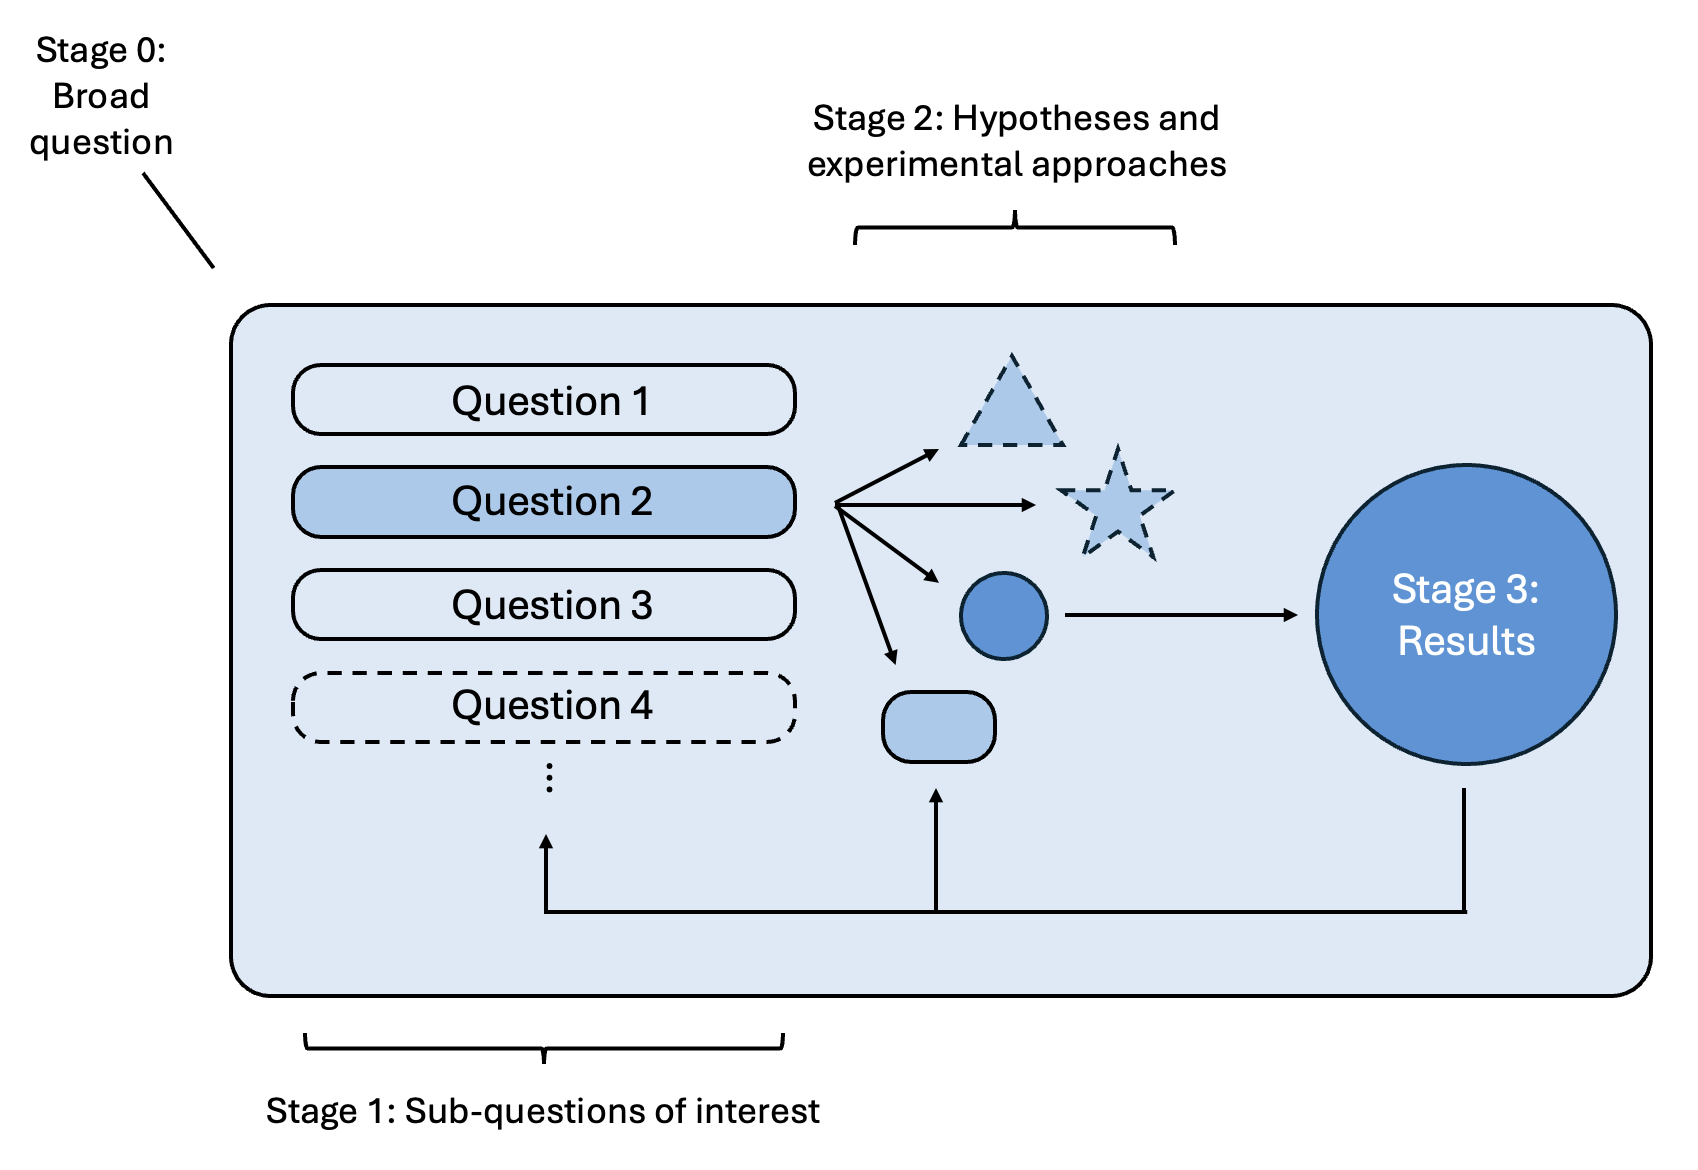 Stage 0:
Broad
question
Stage 2: Hypotheses and
experimental approaches
Question 1
Question 2
Question 3
Question 4
Stage 3:
Results
Stage 1: Sub-questions of interest